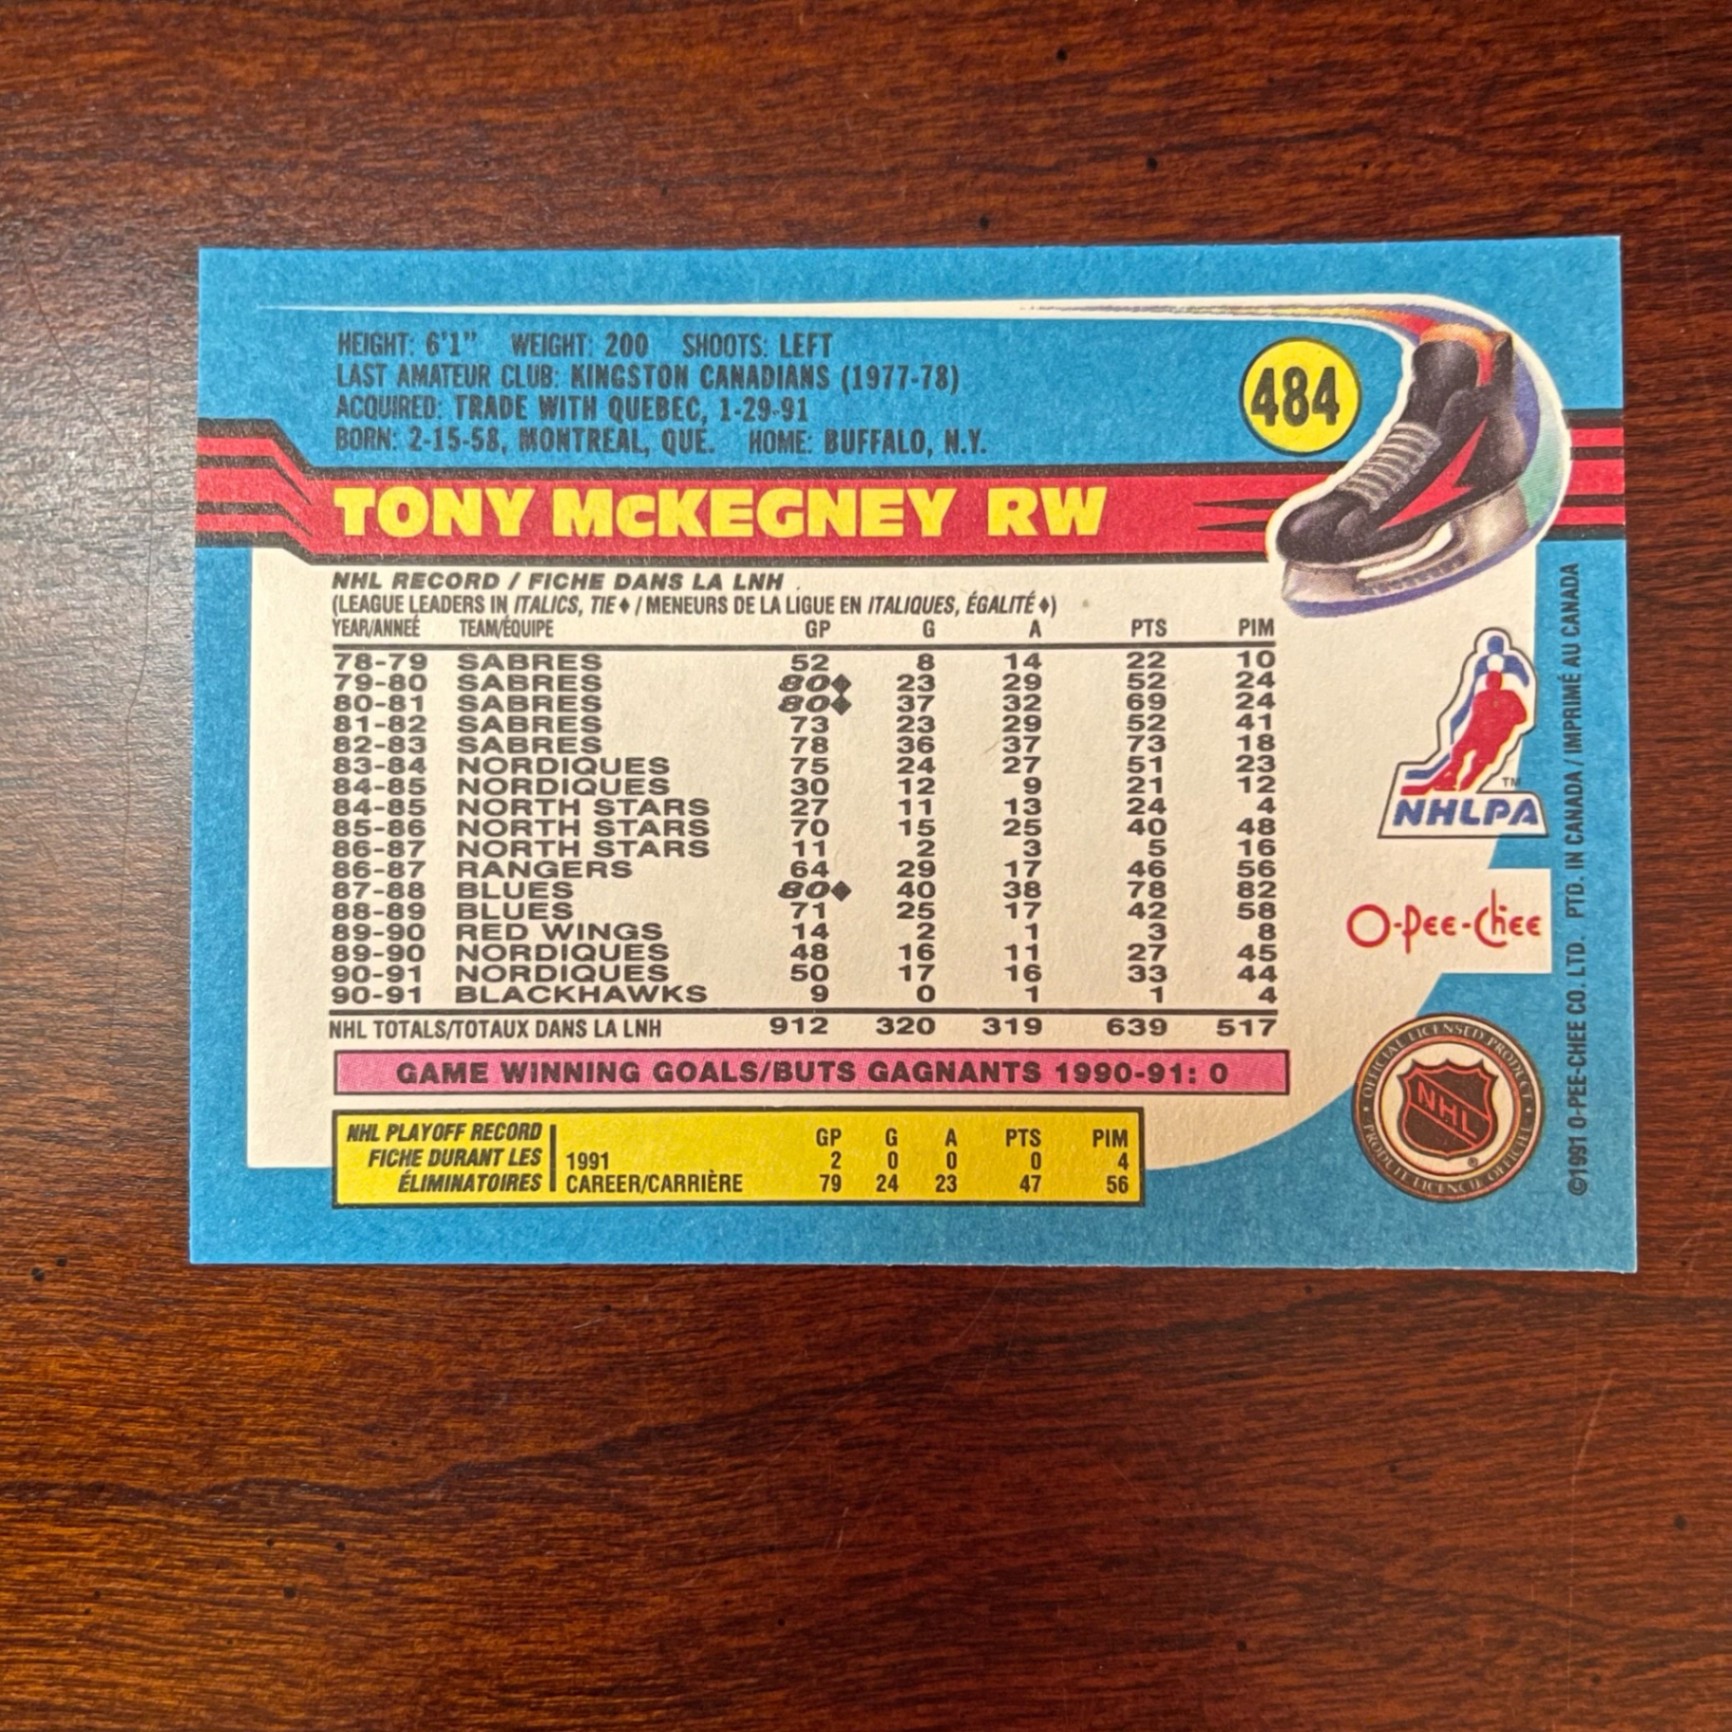 HEIGHT: 6'1" WEIGHT: 200 SHOOTS: LEFT
LAST AMATEUR CLUB: KINGSTON CANADIANS (1977-78)
ACQUIRED: TRADE WITH QUEBEC, 1-29-91
BORN: 2-15-58, MONTREAL, QUE. HOME: BUFFALO, N.Y.
484
TONY McKEGNEY RW
NHL RECORD / FICHE DANS LA LNH
(LEAGUE LEADERS IN ITALICS, TIE ♦ / MENEURS DE LA LIGUE EN ITALIQUES, ÉGALITÉ ♦)
YEAR/ANNEÉ TEAM/ÉQUIPE GP G A PTS PIM
78-79 SABRES 52 8 14 22 10
79-80 SABRES 80♦ 23 29 52 24
80-81 SABRES 80♦ 37 32 69 24
81-82 SABRES 73 23 29 52 41
82-83 SABRES 78 36 37 73 18
83-84 NORDIQUES 75 24 27 51 23
84-85 NORDIQUES 30 12 9 21 12
84-85 NORTH STARS 27 11 13 24 4
85-86 NORTH STARS 70 15 25 40 48
86-87 NORTH STARS 11 2 3 5 16
86-87 RANGERS 64 29 17 46 56
87-88 BLUES 80♦ 40 38 78 82
88-89 BLUES 71 25 17 42 58
89-90 RED WINGS 14 2 1 3 8
89-90 NORDIQUES 48 16 11 27 45
90-91 NORDIQUES 50 17 16 33 44
90-91 BLACKHAWKS 9 0 1 1 4
NHL TOTALS/TOTAUX DANS LA LNH 912 320 319 639 517
GAME WINNING GOALS/BUTS GAGNANTS 1990-91: 0
NHL PLAYOFF RECORD GP G A PTS PIM
FICHE DURANT LES 1991 2 0 0 0 4
ÉLIMINATOIRES CAREER/CARRIÈRE 79 24 23 47 56
TM
NHLPA
O-Pee-Chee
OFFICIAL LICENSED PRODUCT
NHL
®
PRODUIT LICENCIE OFFICIEL
©1991 O-PEE-CHEE CO. LTD. PTD. IN CANADA / IMPRIMÉ AU CANADA